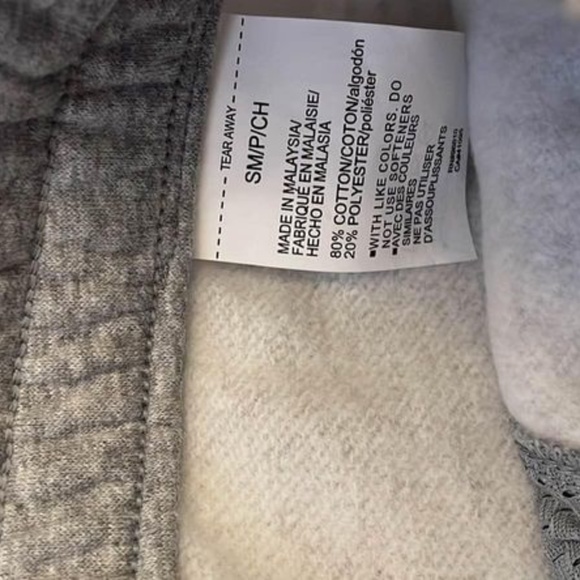 TEAR AWAY
SM/P/CH
MADE IN MALAYSIA/
FABRIQUÉ EN MALAISIE/
HECHO EN MALASIA
80% COTTON/COTON/algodón
20% POLYESTER/poliéster
▪WITH LIKE COLORS. DO
NOT USE SOFTENERS
▪AVEC DES COULEURS
SIMILAIRES
NE PAS UTILISER
D'ASSOUPLISSANTS